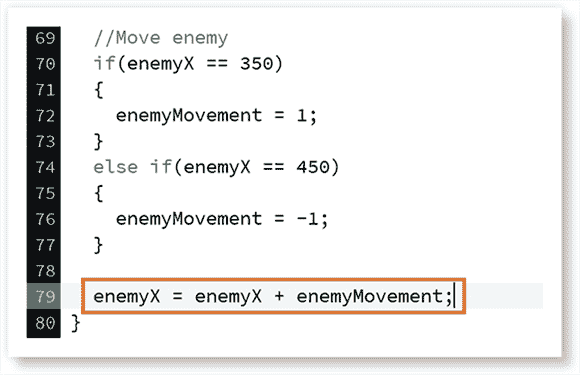 69 //Move enemy
70 if(enemyX == 350)
71 {
72 enemyMovement = 1;
73 }
74 else if(enemyX == 450)
75 {
76 enemyMovement = -1;
77 }
78
79 enemyX = enemyX + enemyMovement;
80 }